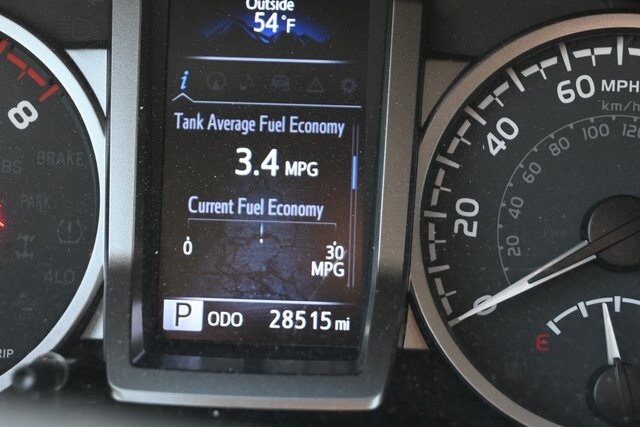 Outside
54°F
i
Tank Average Fuel Economy
3.4 MPG
Current Fuel Economy
0 30
MPG
P ODO 28515 mi
8
BRAKE
PARK
4LO
0 20 40 60 MPH
km/h
20 40 60 80 100 120
E